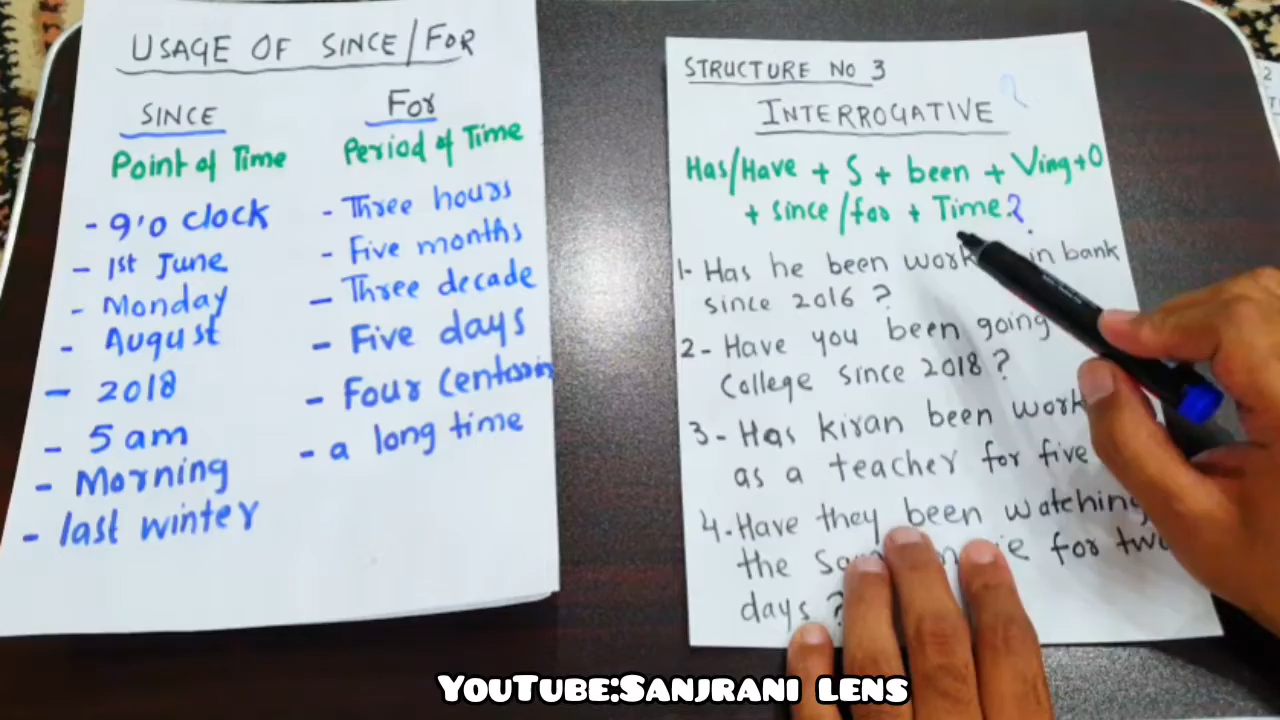 USAGE OF SINCE/FOR
SINCE
Point of Time
- 9'o clock
- 1st June
- Monday
- August
- 2018
- 5 am
- Morning
- last winter
For
Period of Time
- Three hours
- Five months
- Three decade
- Five days
- Four
- a long time
STRUCTURE NO 3
INTERROGATIVE ?
Has/Have + S + been + Ving + O
+ since/for + Time?
1- Has he been in bank
since 2016 ?
2- Have you been going
College since 2018 ?
3- Has kiran been
as a teacher for five
4. Have they been watching
the for two
days ?
YouTube:Sanjrani lens